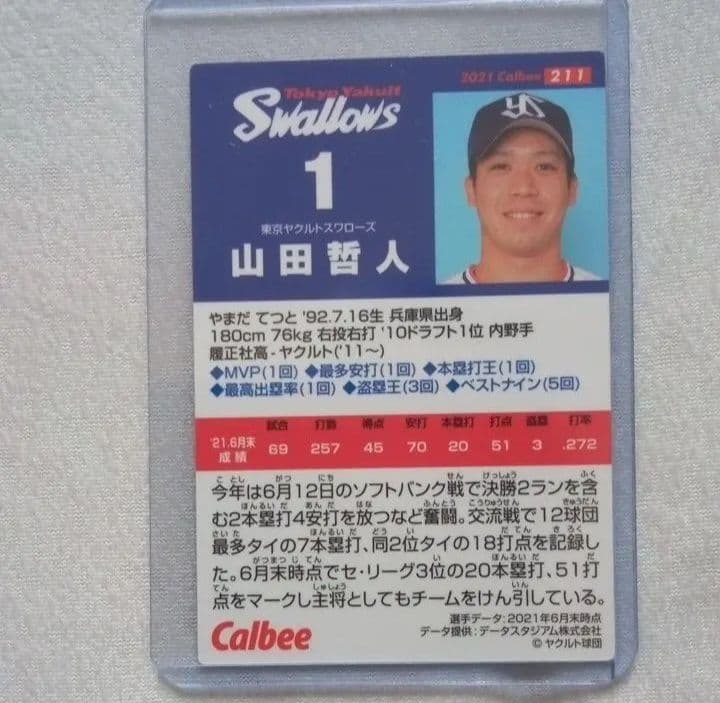 2021 Calbee 211
Tokyo Yakult
Swallows
1
東京ヤクルトスワローズ
山田哲人
やまだ てつと '92.7.16生 兵庫県出身
180cm 76kg 右投右打 '10ドラフト1位 内野手
履正社高-ヤクルト('11～)
◆MVP(1回) ◆最多安打(1回) ◆本塁打王(1回)
◆最高出塁率(1回) ◆盗塁王(3回) ◆ベストナイン(5回)
試合 打数 得点 安打 本塁打 打点 盗塁 打率
'21.6月末成績 69 257 45 70 20 51 3 .272
今年は6月12日のソフトバンク戦で決勝2ランを含
む2本塁打4安打を放つなど奮闘。交流戦で12球団
最多タイの7本塁打、同2位タイの18打点を記録し
た。6月末時点でセ・リーグ3位の20本塁打、51打
点をマークし主将としてもチームをけん引している。
選手データ:2021年6月末時点
データ提供:データスタジアム株式会社
© ヤクルト球団
Calbee
YS